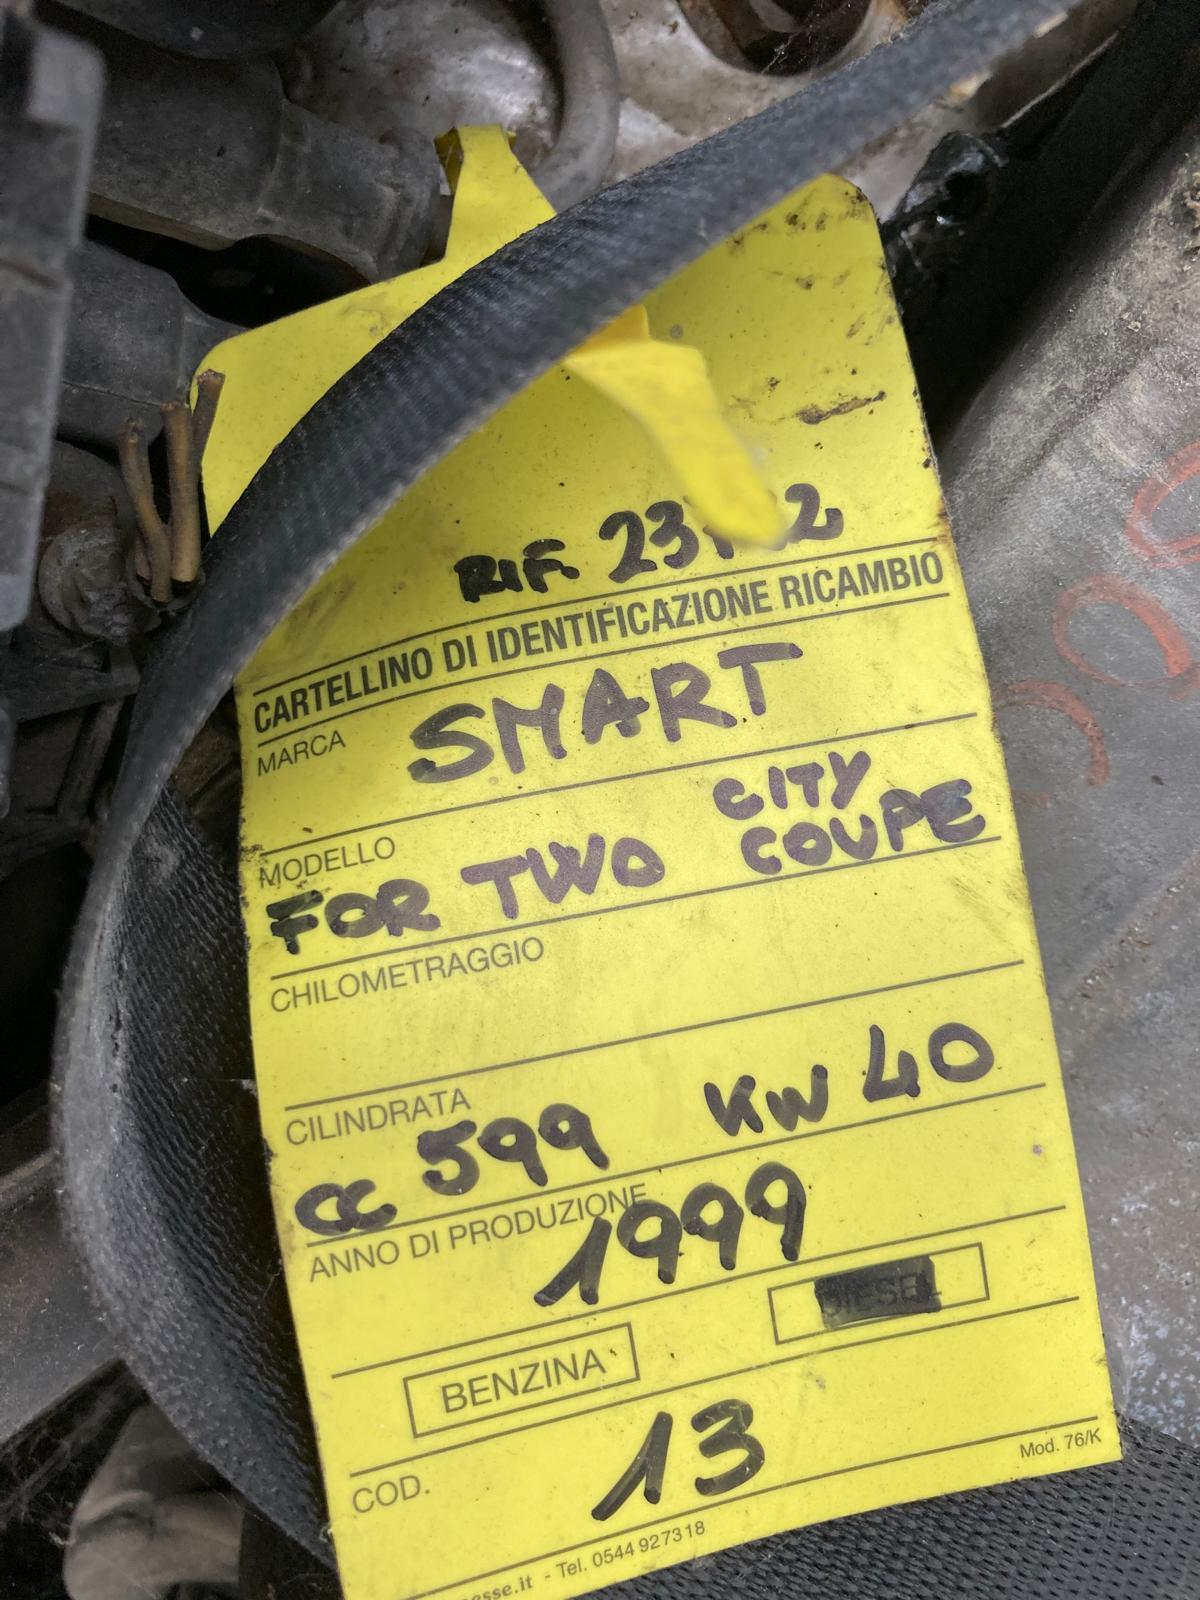 RIF.
CARTELLINO DI IDENTIFICAZIONE RICAMBIO
MARCA SMART
MODELLO CITY
FOR TWO COUPE
CHILOMETRAGGIO
CILINDRATA
CC 599 KW 40
ANNO DI PRODUZIONE 1999
BENZINA DIESEL
COD. 13
Mod. 76/K
- Tel. 0544 927318